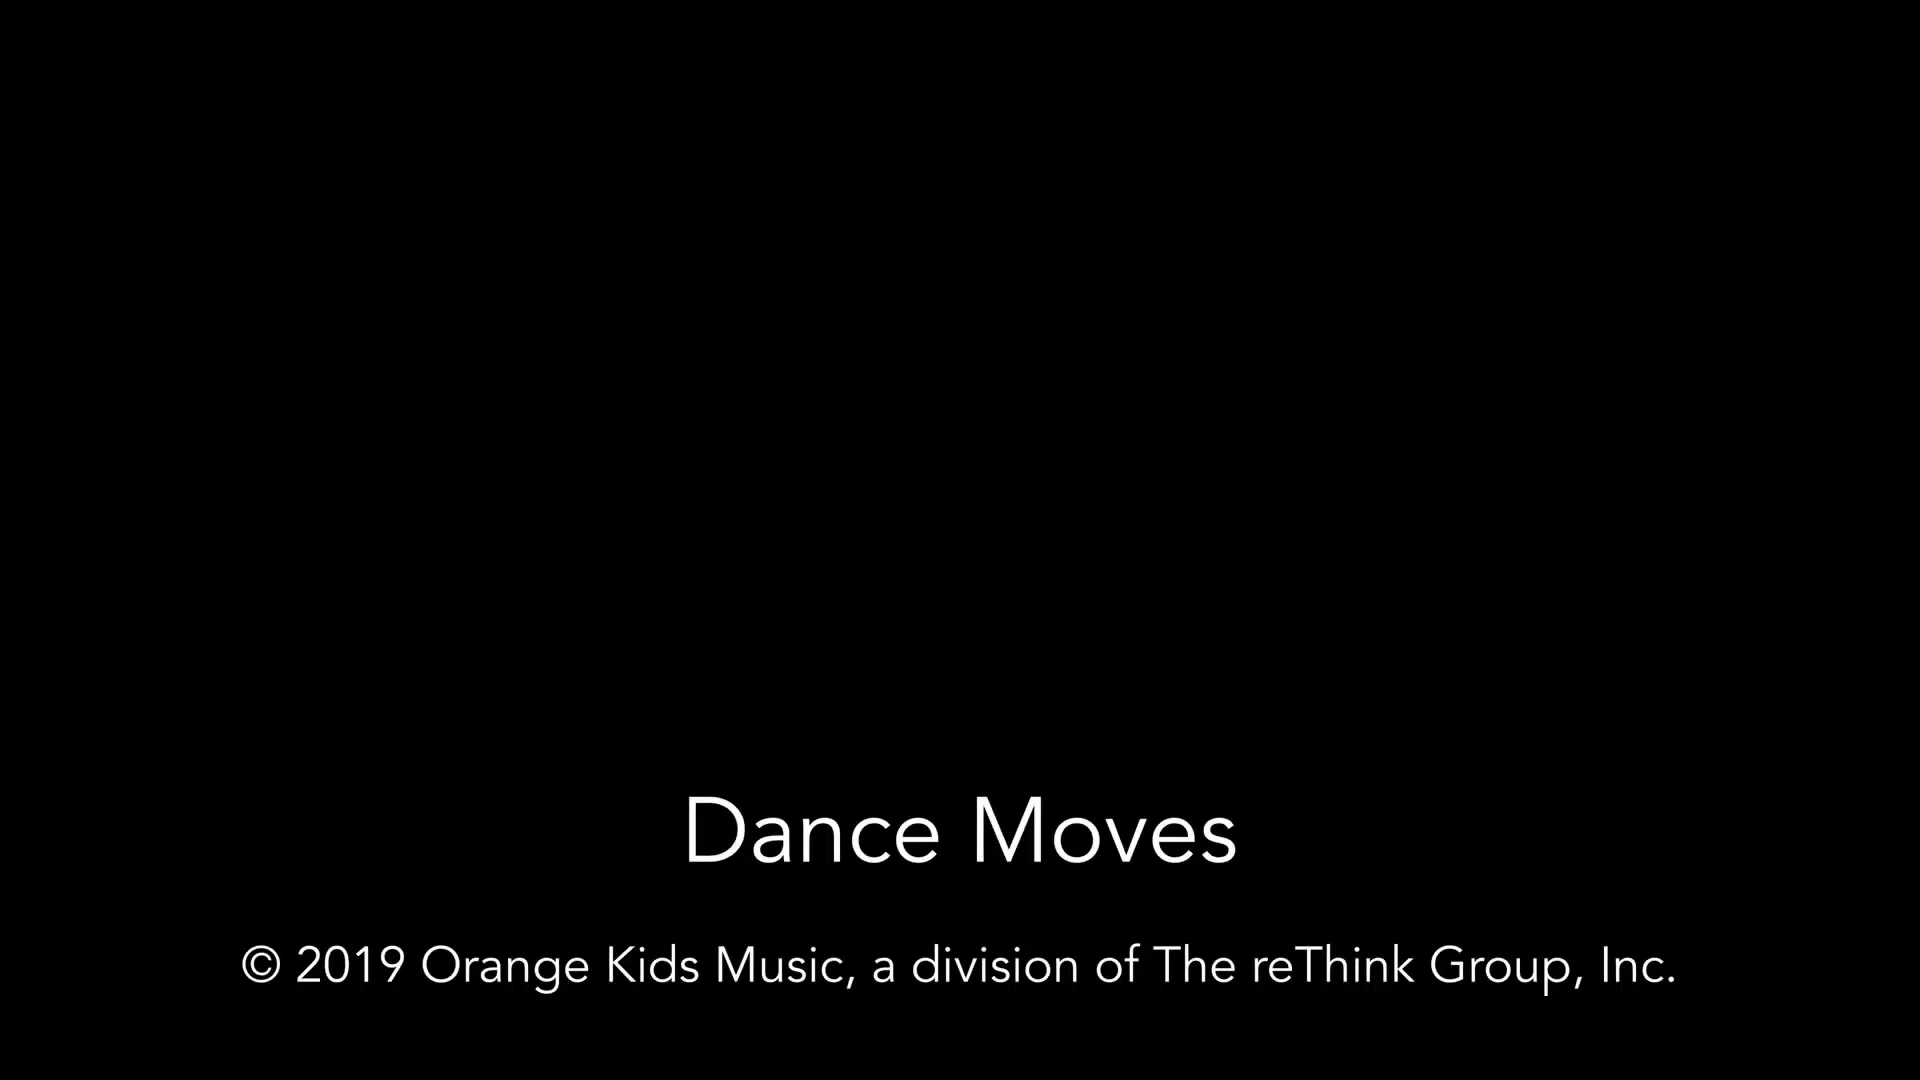 Dance Moves
© 2019 Orange Kids Music, a division of The reThink Group, Inc.